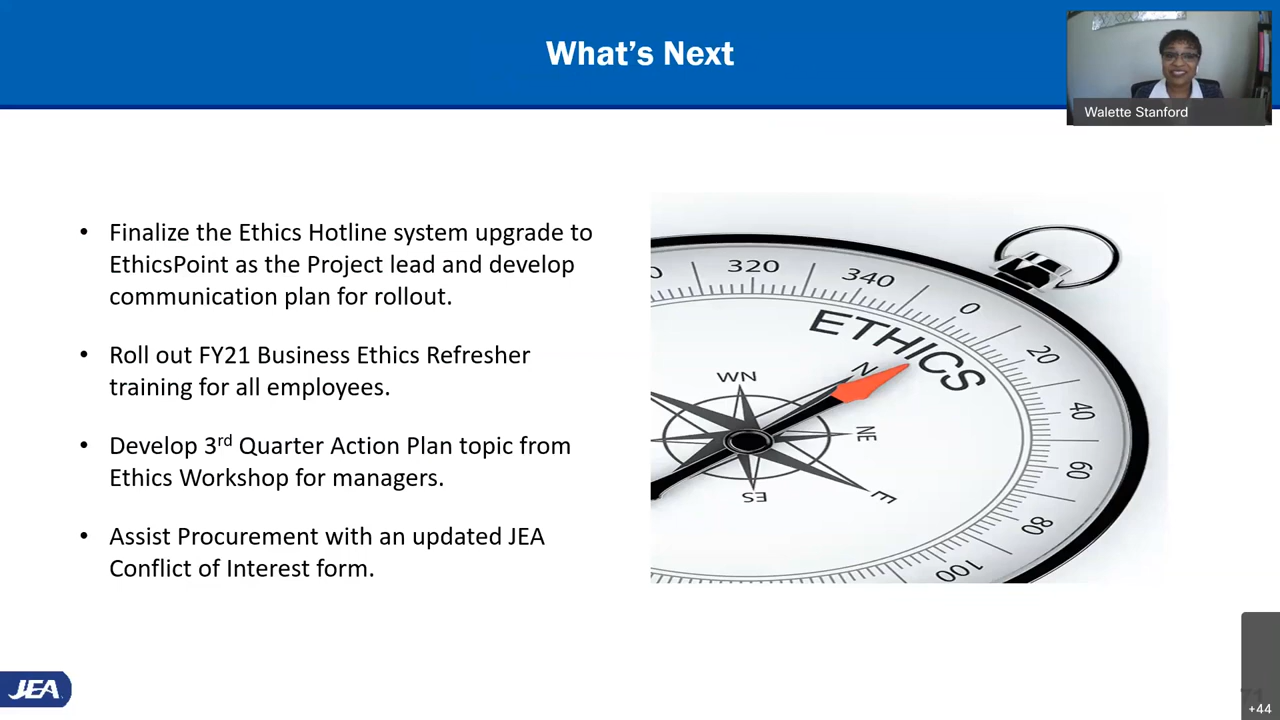 What's Next
Walette Stanford
• Finalize the Ethics Hotline system upgrade to
EthicsPoint as the Project lead and develop
communication plan for rollout.
• Roll out FY21 Business Ethics Refresher
training for all employees.
• Develop 3rd Quarter Action Plan topic from
Ethics Workshop for managers.
• Assist Procurement with an updated JEA
Conflict of Interest form.
320
340
0
20
40
60
80
100
ETHICS
WN
N
NE
E
ES
JEA
71
+44